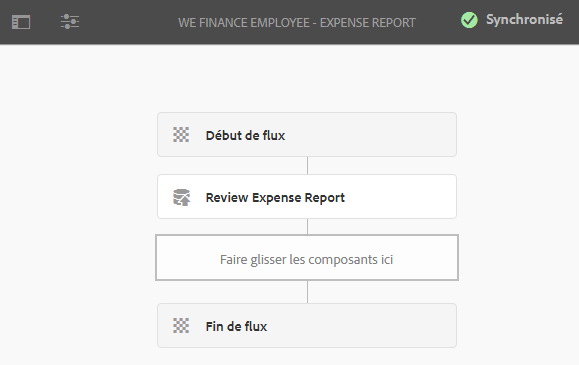 WE FINANCE EMPLOYEE - EXPENSE REPORT
Synchronisé
Début de flux
Review Expense Report
Faire glisser les composants ici
Fin de flux